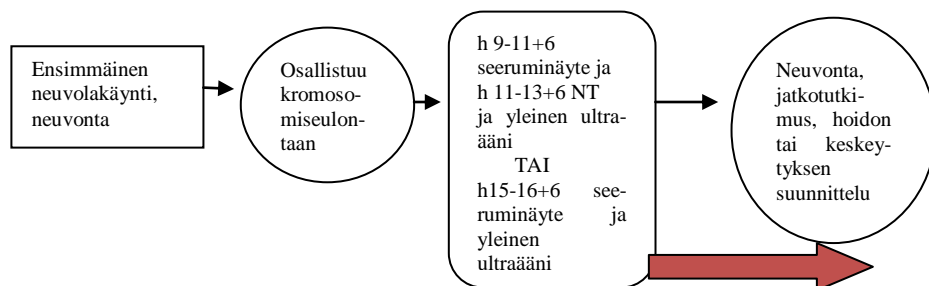 Ensimmäinen
neuvolakäynti,
neuvonta
Osallistuu
kromoso-
miseulon-
taan
h 9-11+6
seeruminäyte ja
h 11-13+6 NT
ja yleinen ultra-
ääni
TAI
h15-16+6 see-
ruminäyte ja
yleinen
ultraääni
Neuvonta,
jatkotutki-
mus, hoidon
tai keskey-
tyksen
suunnittelu